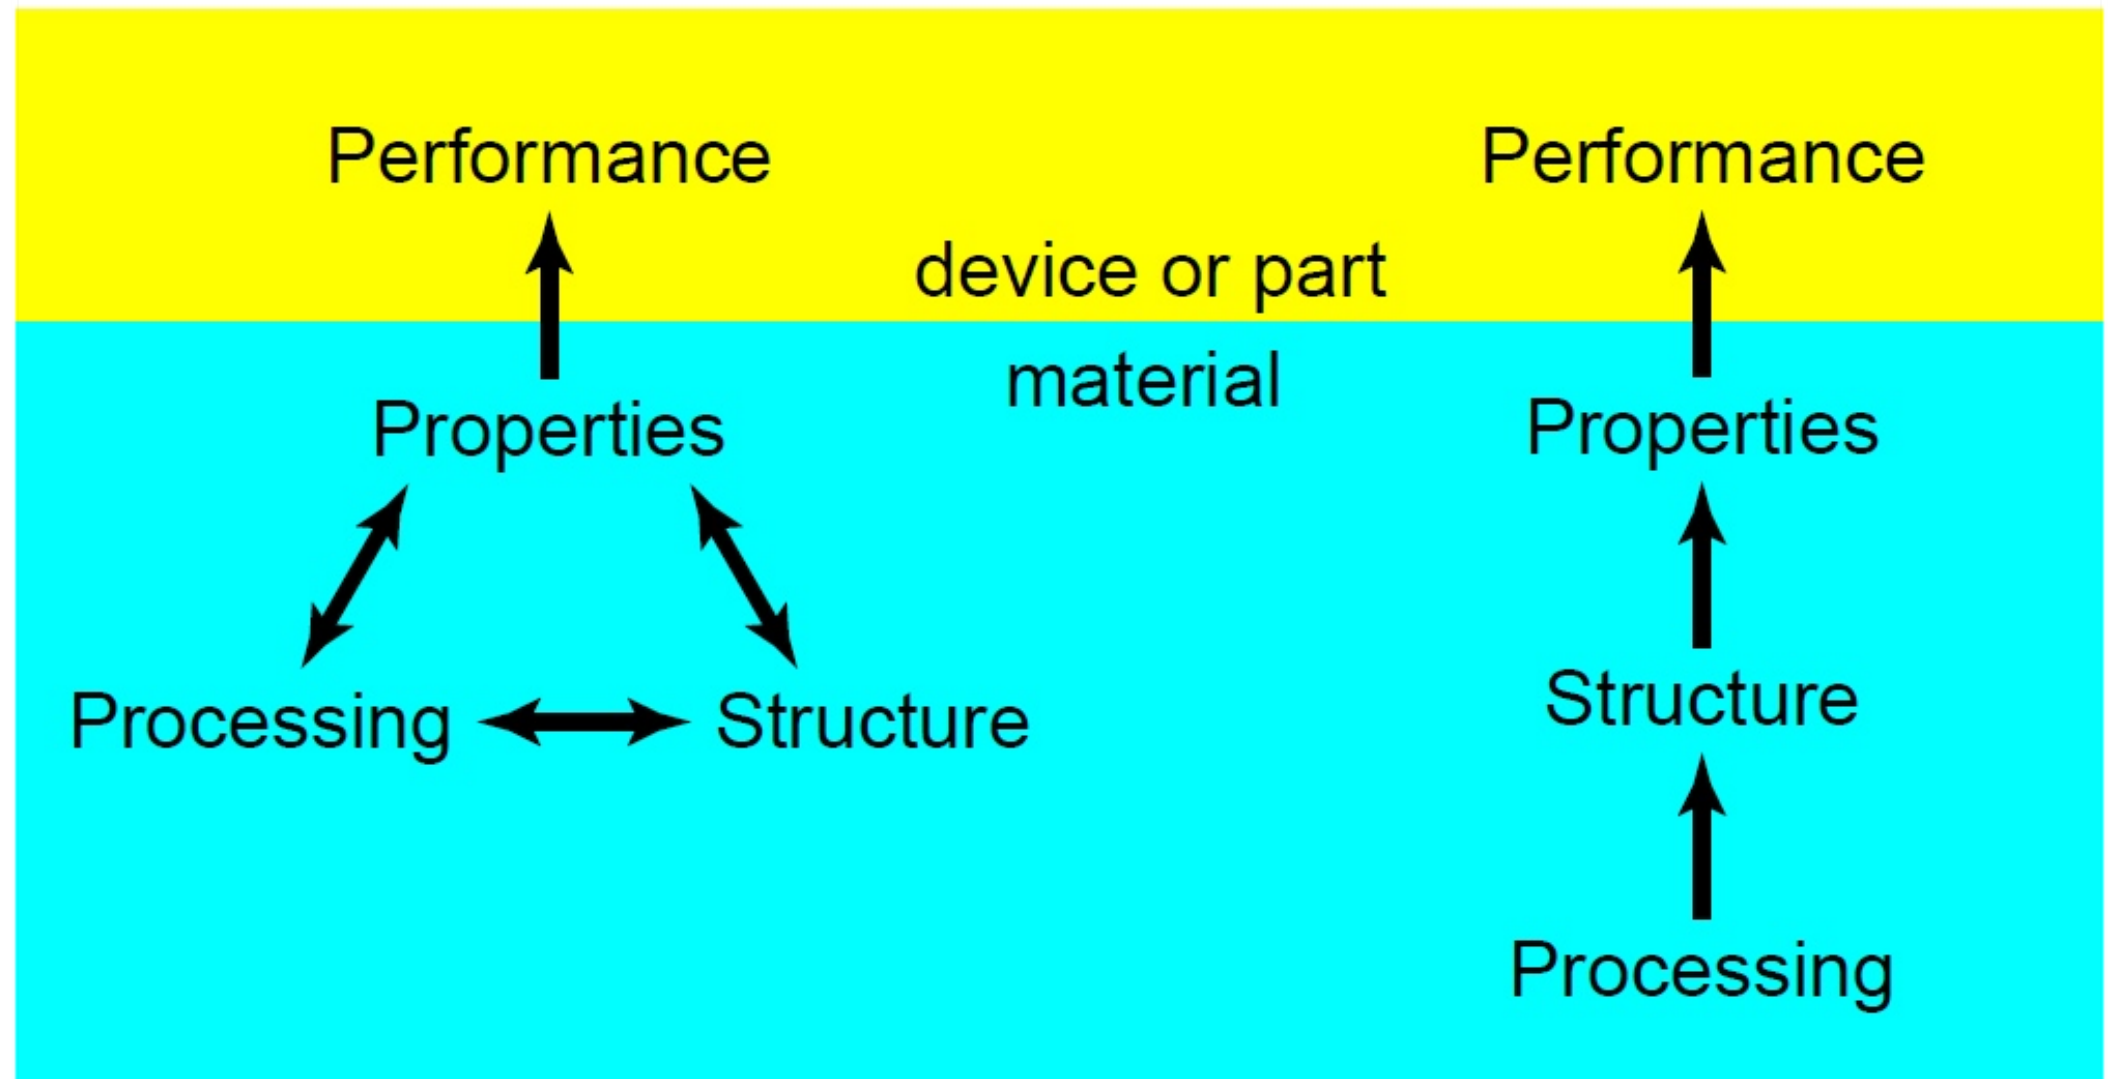 Performance
Performance
device or part
material
Properties
Properties
Processing
Structure
Structure
Processing